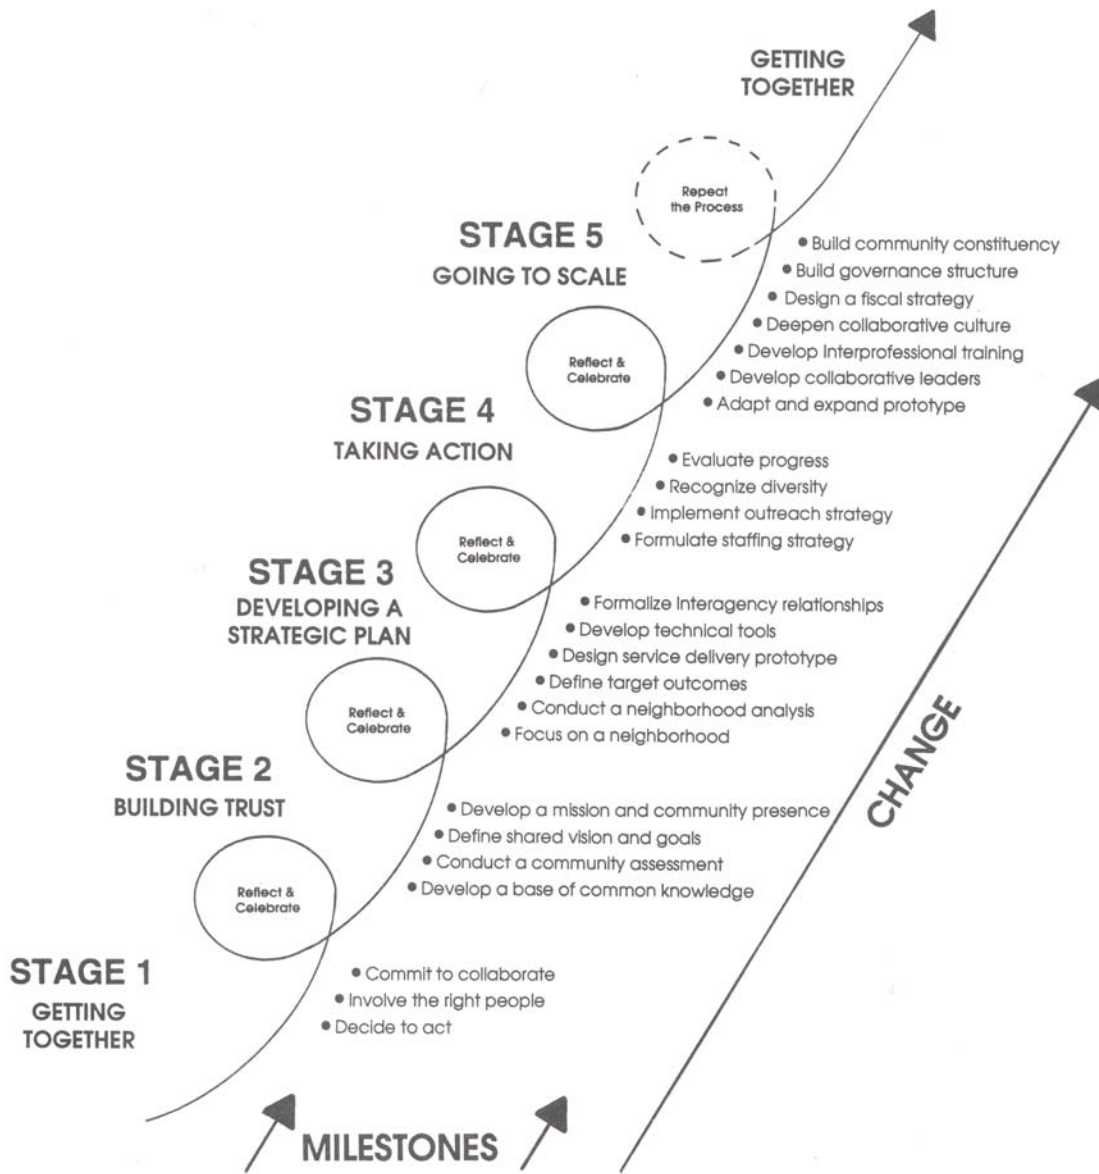 GETTING
TOGETHER
Repeat
the Process
STAGE 5
GOING TO SCALE
• Build community constituency
• Build governance structure
• Design a fiscal strategy
• Deepen collaborative culture
• Develop interprofessional training
• Develop collaborative leaders
• Adapt and expand prototype
Reflect &
Celebrate
STAGE 4
TAKING ACTION
• Evaluate progress
• Recognize diversity
• Implement outreach strategy
• Formulate staffing strategy
Reflect &
Celebrate
STAGE 3
DEVELOPING A
STRATEGIC PLAN
• Formalize interagency relationships
• Develop technical tools
• Design service delivery prototype
• Define target outcomes
• Conduct a neighborhood analysis
• Focus on a neighborhood
Reflect &
Celebrate
STAGE 2
BUILDING TRUST
• Develop a mission and community presence
• Define shared vision and goals
• Conduct a community assessment
• Develop a base of common knowledge
Reflect &
Celebrate
STAGE 1
GETTING
TOGETHER
• Commit to collaborate
• Involve the right people
• Decide to act
MILESTONES
CHANGE